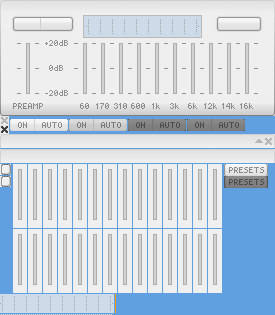 +20dB
0dB
-20dB
PREAMP 60 170 310 600 1k 3k 6k 12k 14k 16k
ON AUTO ON AUTO ON AUTO ON AUTO
PRESETS
PRESETS